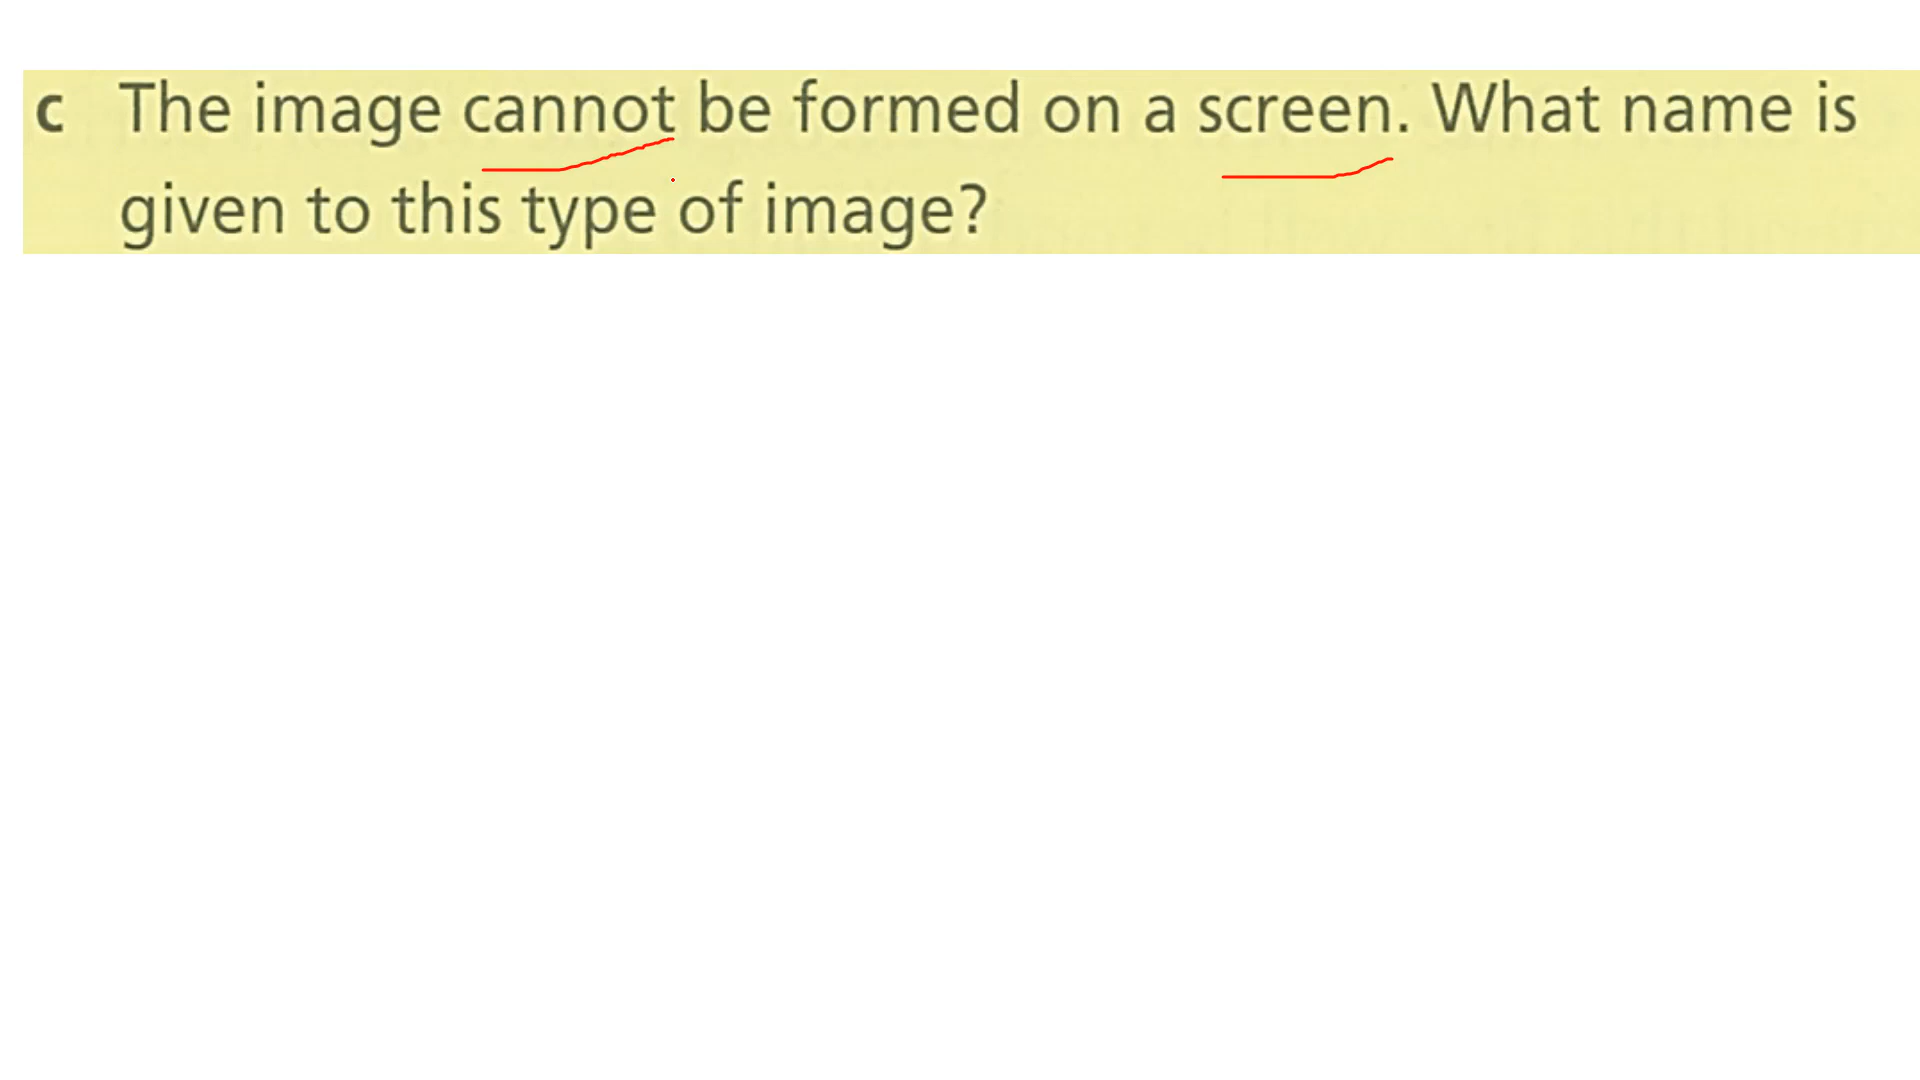 c The image cannot be formed on a screen. What name is
given to this type of image?